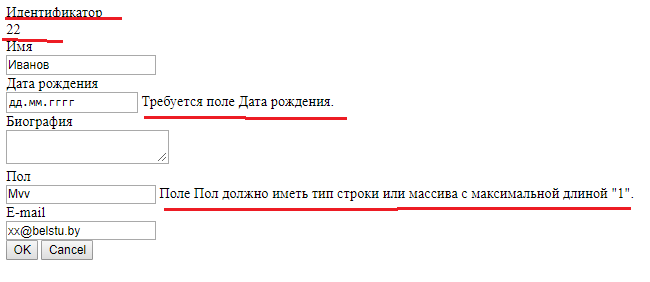 Идентификатор
22
Имя
Иванов
Дата рождения
дд.мм.гггг Требуется поле Дата рождения.
Биография
Пол
Mvv Поле Пол должно иметь тип строки или массива с максимальной длиной "1".
E-mail
xx@belstu.by
OK Cancel